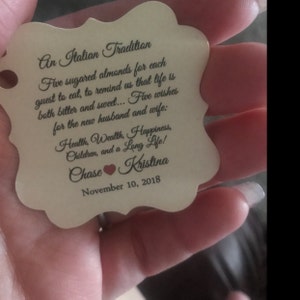 An Italian Tradition
Five sugared almonds for each
guest to eat, to remind us that life is
both bitter and sweet... Five wishes
for the new husband and wife:
Health, Wealth, Happiness,
Children, and a Long Life!
Chase ♥ Kristina
November 10, 2018